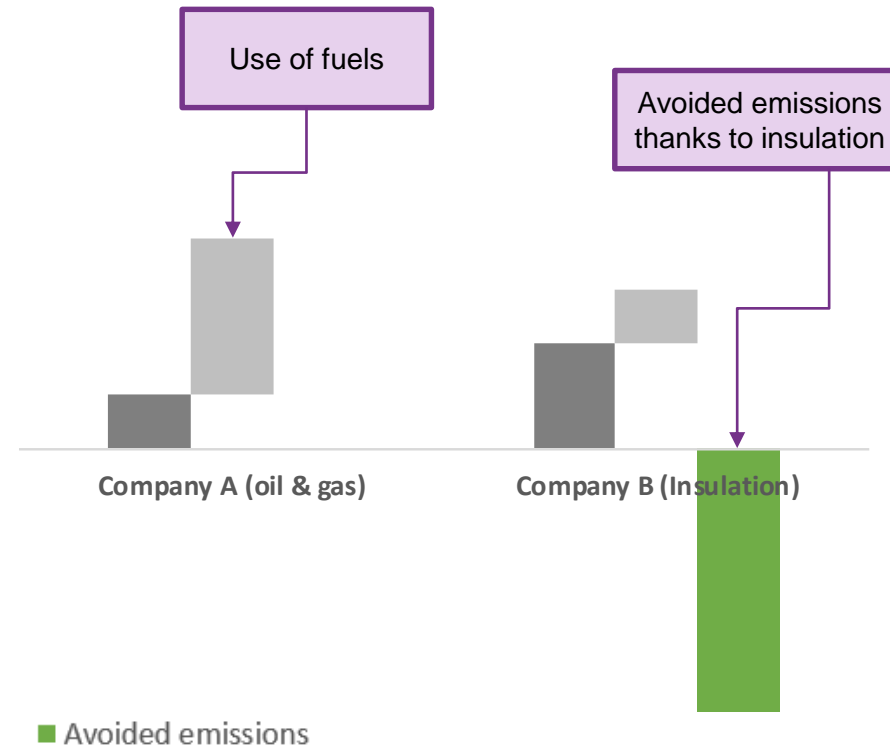 Use of fuels
Avoided emissions
thanks to insulation
Company A (oil & gas)
Company B (Insulation)
Avoided emissions